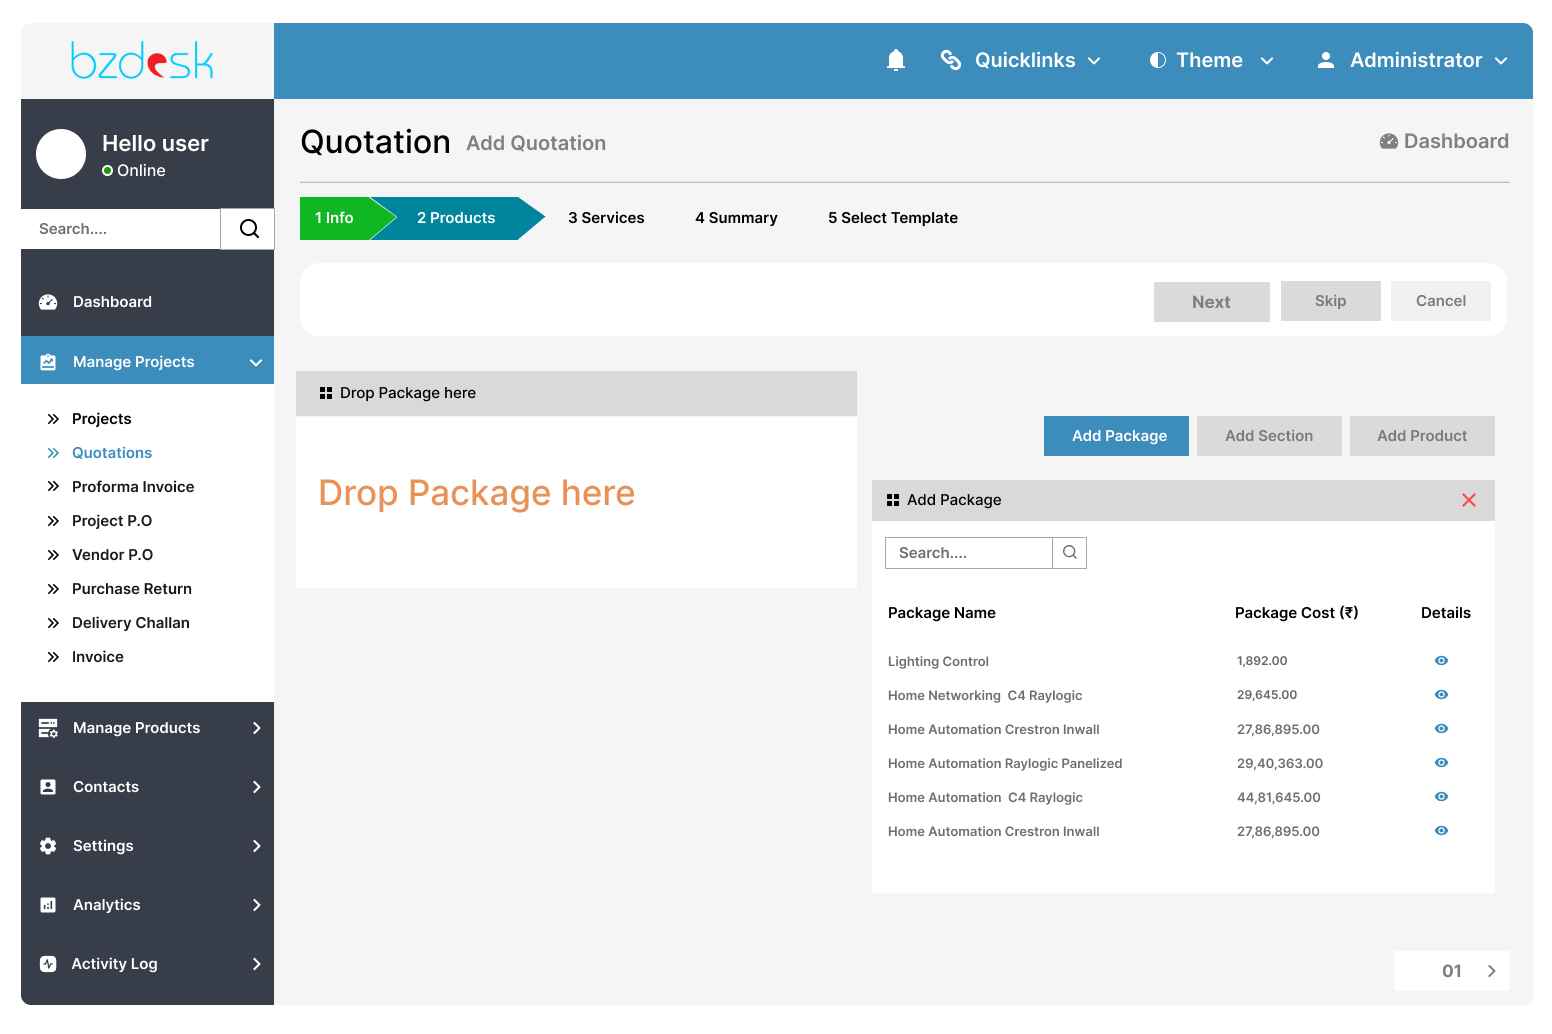 bzdesk
Quicklinks
Theme
Administrator
Hello user
Online
Search....
Dashboard
Manage Projects
Projects
Quotations
Proforma Invoice
Project P.O
Vendor P.O
Purchase Return
Delivery Challan
Invoice
Manage Products
Contacts
Settings
Analytics
Activity Log
Quotation Add Quotation
Dashboard
1 Info 2 Products 3 Services 4 Summary 5 Select Template
Next Skip Cancel
Drop Package here
Drop Package here
Add Package Add Section Add Product
Add Package
Search....
Package Name Package Cost (₹) Details
Lighting Control 1,892.00
Home Networking C4 Raylogic 29,645.00
Home Automation Crestron Inwall 27,86,895.00
Home Automation Raylogic Panelized 29,40,363.00
Home Automation C4 Raylogic 44,81,645.00
Home Automation Crestron Inwall 27,86,895.00
01